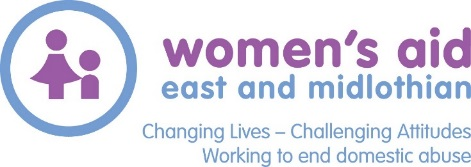 women's aid
east and midlothian
Changing Lives – Challenging Attitudes
Working to end domestic abuse